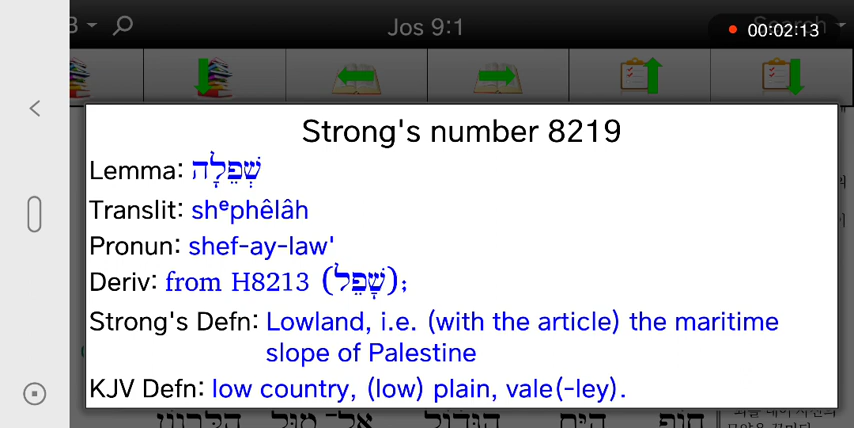 B Jos 9:1 Search 00:02:13
Strong's number 8219
Lemma: שְׁפֵלָה
Translit: shᵉphêlâh
Pronun: shef-ay-law'
Deriv: from H8213 (שָׁפֵל);
Strong's Defn: Lowland, i.e. (with the article) the maritime
slope of Palestine
KJV Defn: low country, (low) plain, vale(-ley).